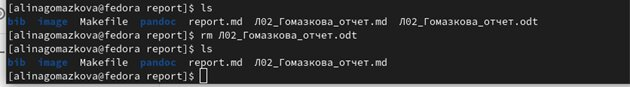 [alinagomazkova@fedora report]$ ls
bib image Makefile pandoc report.md Л02_Гомазкова_отчет.md Л02_Гомазкова_отчет.odt
[alinagomazkova@fedora report]$ rm Л02_Гомазкова_отчет.odt
[alinagomazkova@fedora report]$ ls
bib image Makefile pandoc report.md Л02_Гомазкова_отчет.md
[alinagomazkova@fedora report]$